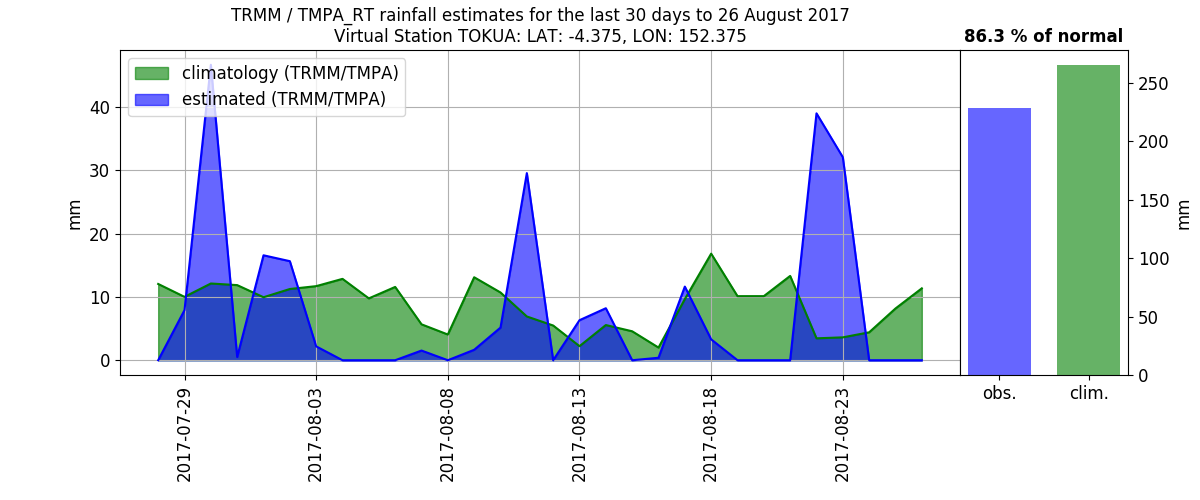 TRMM / TMPA_RT rainfall estimates for the last 30 days to 26 August 2017
Virtual Station TOKUA: LAT: -4.375, LON: 152.375
86.3 % of normal
climatology (TRMM/TMPA)
estimated (TRMM/TMPA)
40
30
20
10
0
mm
2017-07-29
2017-08-03
2017-08-08
2017-08-13
2017-08-18
2017-08-23
250
200
150
100
50
0
mm
obs.
clim.